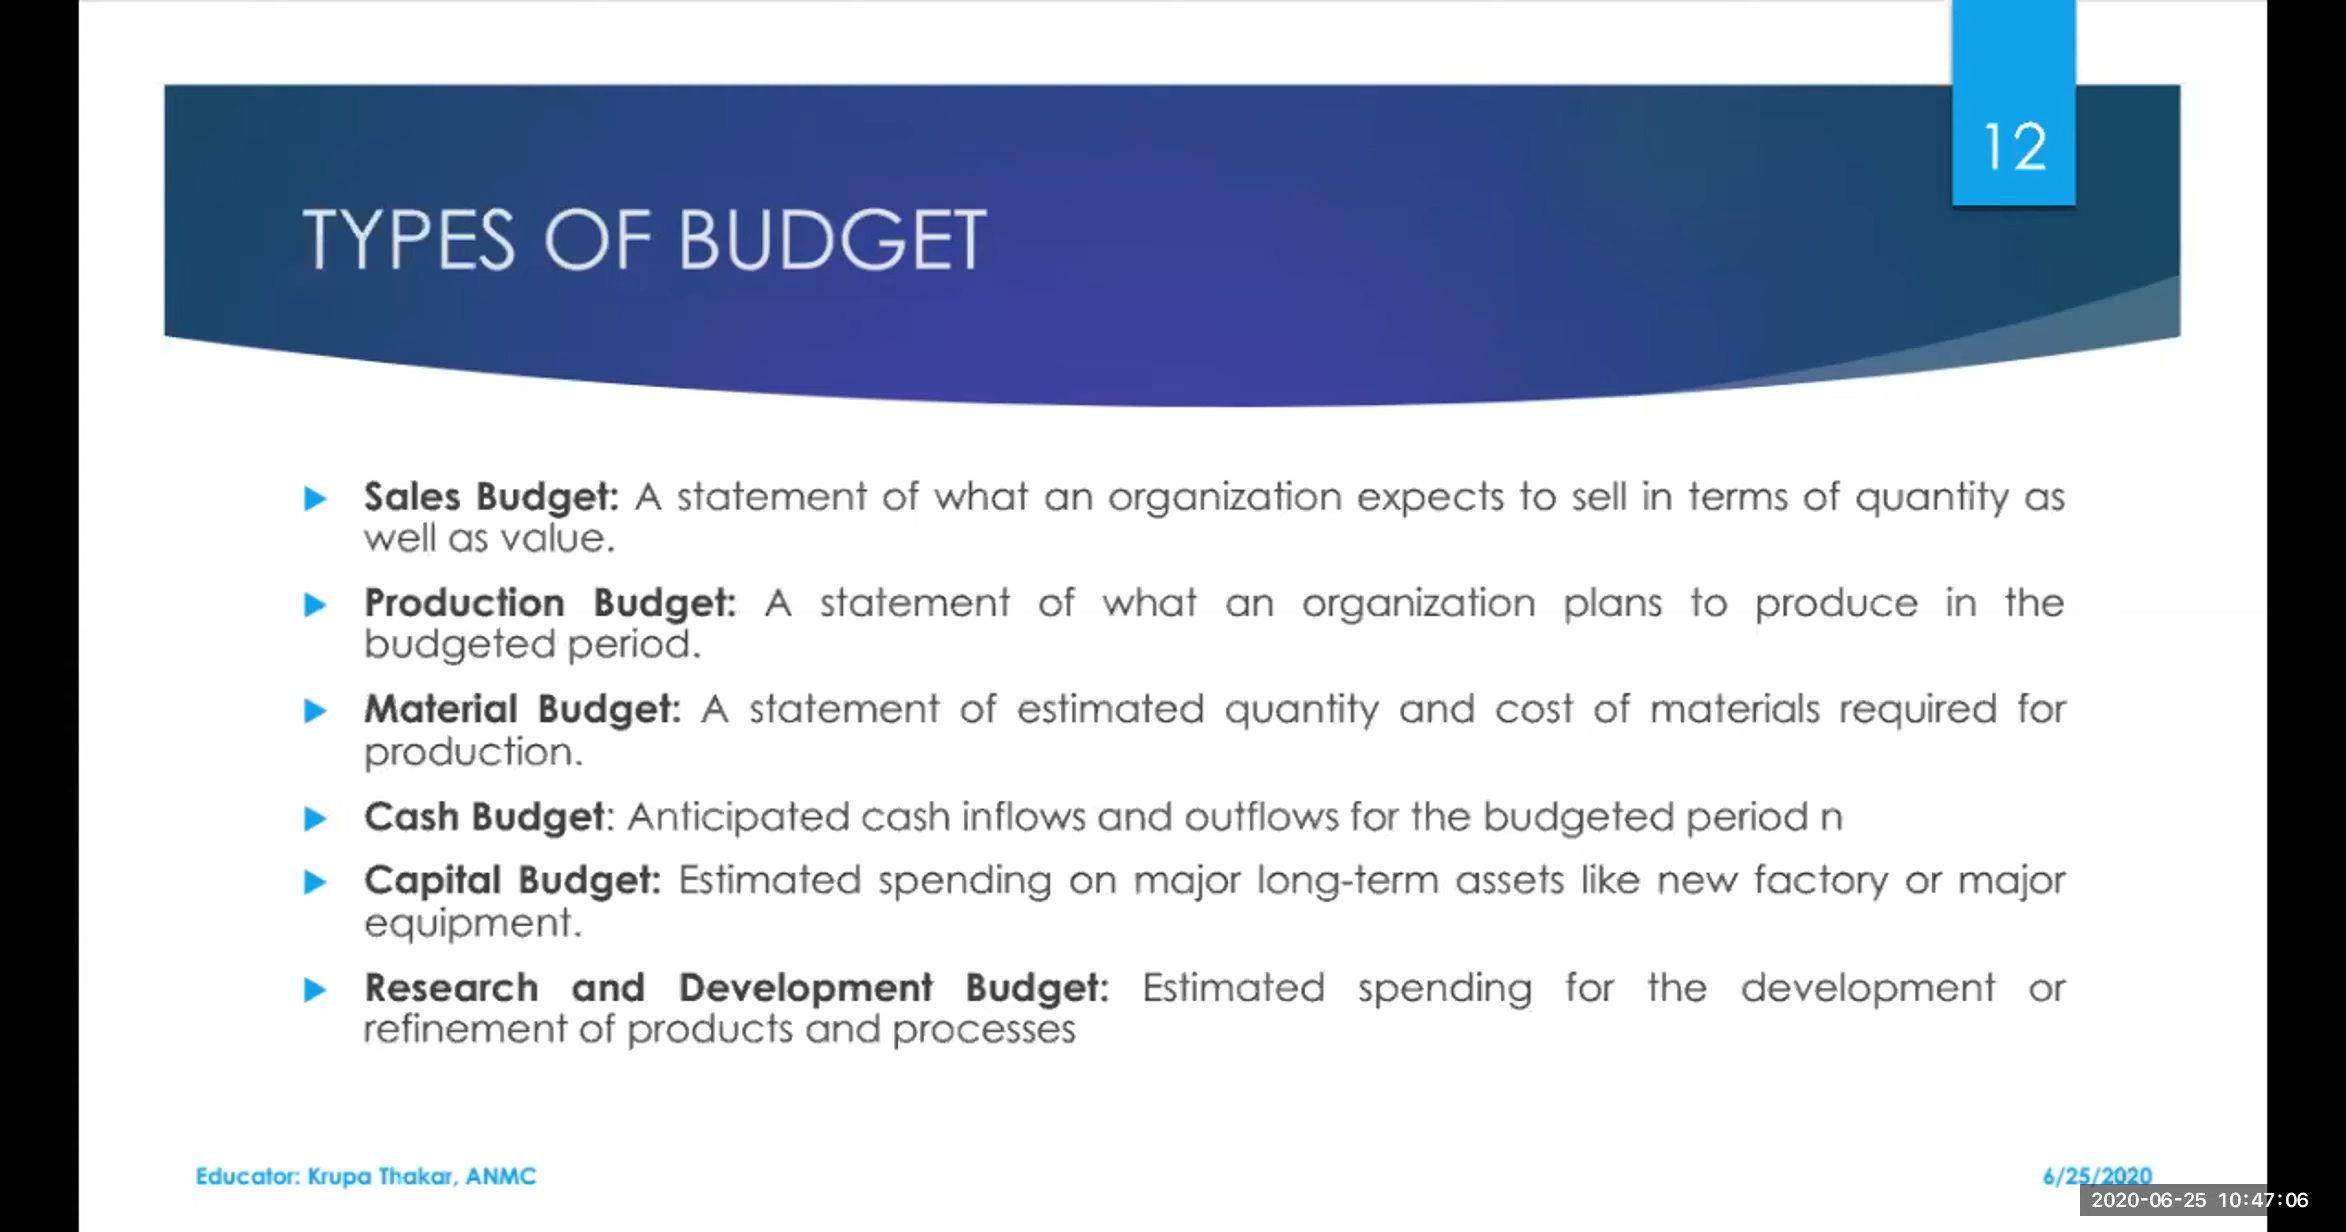 12
TYPES OF BUDGET
Sales Budget: A statement of what an organization expects to sell in terms of quantity as
well as value.
Production Budget: A statement of what an organization plans to produce in the
budgeted period.
Material Budget: A statement of estimated quantity and cost of materials required for
production.
Cash Budget: Anticipated cash inflows and outflows for the budgeted period n
Capital Budget: Estimated spending on major long-term assets like new factory or major
equipment.
Research and Development Budget: Estimated spending for the development or
refinement of products and processes
Educator: Krupa Thakar, ANMC
6/25/2020
2020-06-25 10:47:06